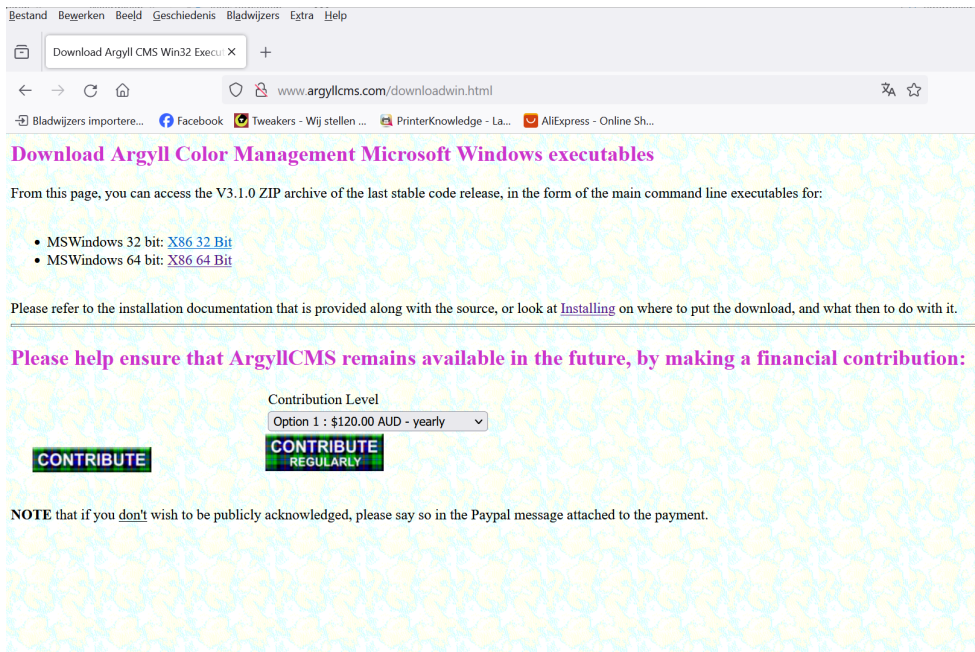 Bestand Bewerken Beeld Geschiedenis Bladwijzers Extra Help
Download Argyll CMS Win32 Execu
www.argyllcms.com/downloadwin.html
Bladwijzers importere... Facebook Tweakers - Wij stellen ... PrinterKnowledge - La... AliExpress - Online Sh...
Download Argyll Color Management Microsoft Windows executables
From this page, you can access the V3.1.0 ZIP archive of the last stable code release, in the form of the main command line executables for:
MSWindows 32 bit: X86 32 Bit
MSWindows 64 bit: X86 64 Bit
Please refer to the installation documentation that is provided along with the source, or look at Installing on where to put the download, and what then to do with it.
Please help ensure that ArgyllCMS remains available in the future, by making a financial contribution:
Contribution Level
Option 1 : $120.00 AUD - yearly
CONTRIBUTE
CONTRIBUTE
REGULARLY
NOTE that if you don't wish to be publicly acknowledged, please say so in the Paypal message attached to the payment.